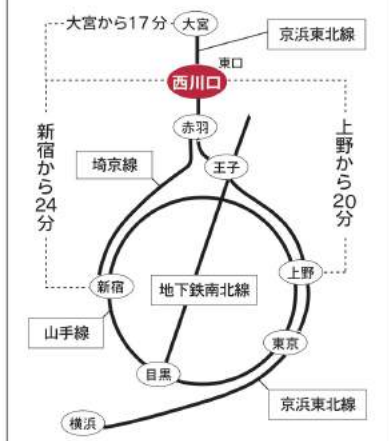 大宮から17分
大宮
京浜東北線
東口
西川口
赤羽
王子
埼京線
新宿から24分
上野から20分
新宿
地下鉄南北線
上野
山手線
東京
目黒
京浜東北線
横浜